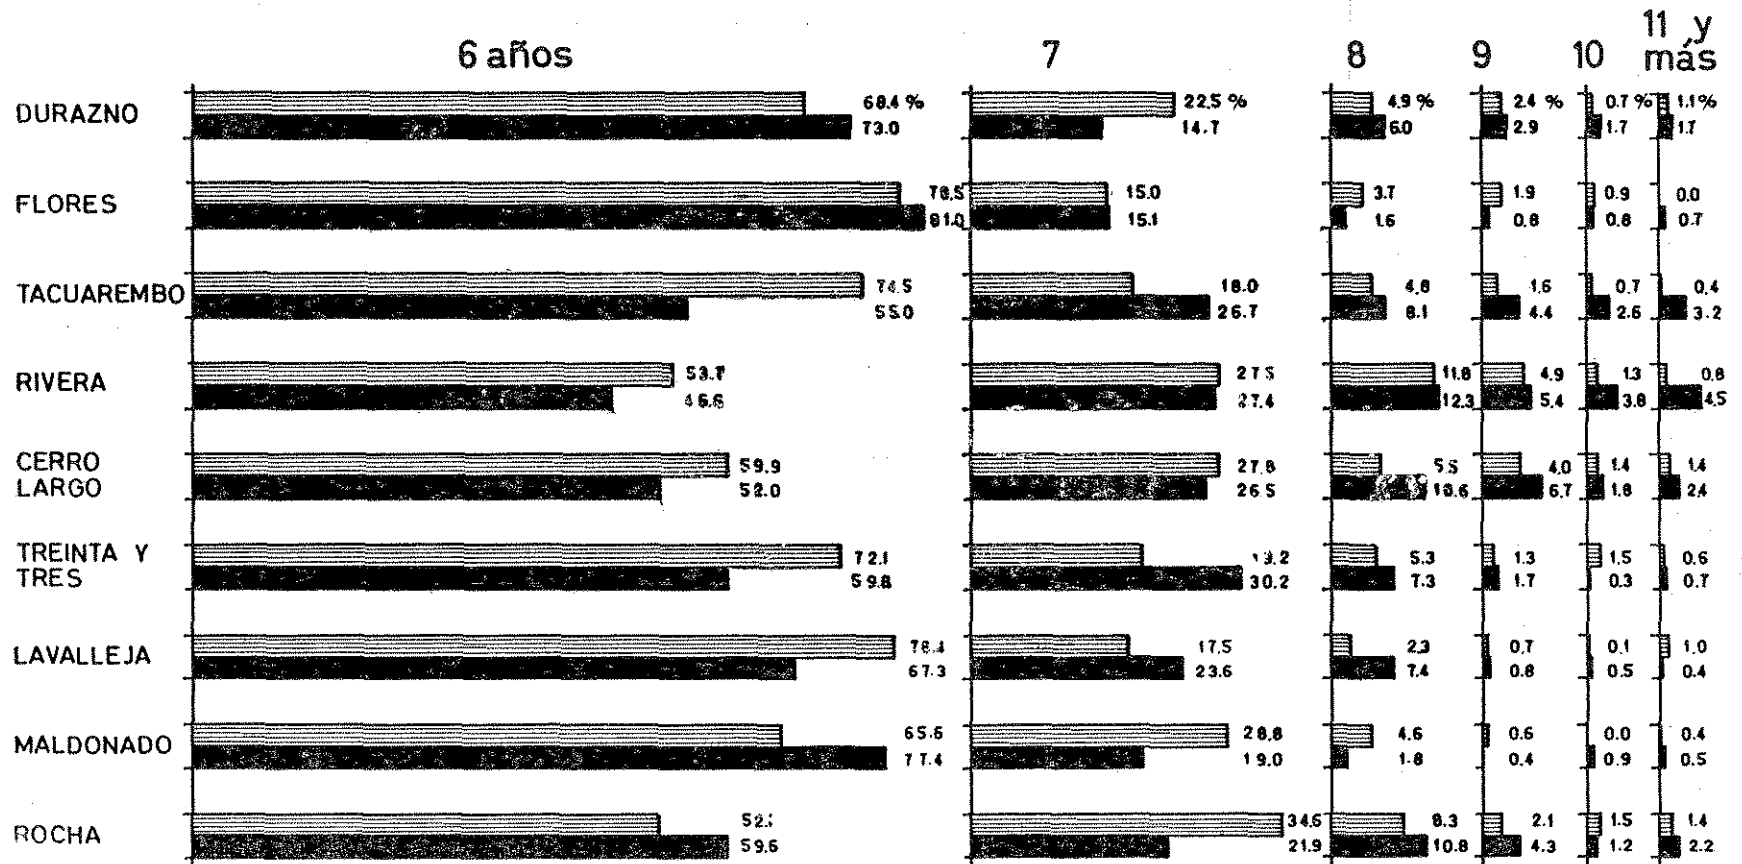 6 años 7 8 9 10 11 y
más
DURAZNO 68.4 % 22.5 % 4.9 % 2.4 % 0.7 % 1.1%
73.0 14.7 6.0 2.9 1.7 1.7
FLORES 78.5 15.0 3.7 1.9 0.9 0.0
81.0 15.1 1.6 0.8 0.8 0.7
TACUAREMBO 74.5 18.0 4.8 1.6 0.7 0.4
55.0 26.7 8.1 4.4 2.6 3.2
RIVERA 53.7 27.5 11.8 4.9 1.3 0.8
46.6 27.4 12.3 5.4 3.8 4.5
CERRO 59.9 27.8 5.5 4.0 1.4 1.4
LARGO 52.0 26.5 10.6 6.7 1.8 2.4
TREINTA Y 72.1 19.2 5.3 1.3 1.5 0.6
TRES 59.8 30.2 7.3 1.7 0.3 0.7
LAVALLEJA 78.4 17.5 2.3 0.7 0.1 1.0
67.3 23.6 7.4 0.8 0.5 0.4
MALDONADO 65.6 28.8 4.6 0.6 0.0 0.4
77.4 19.0 1.8 0.4 0.9 0.5
ROCHA 52.1 34.6 8.3 2.1 1.5 1.4
59.6 21.9 10.8 4.3 1.2 2.2